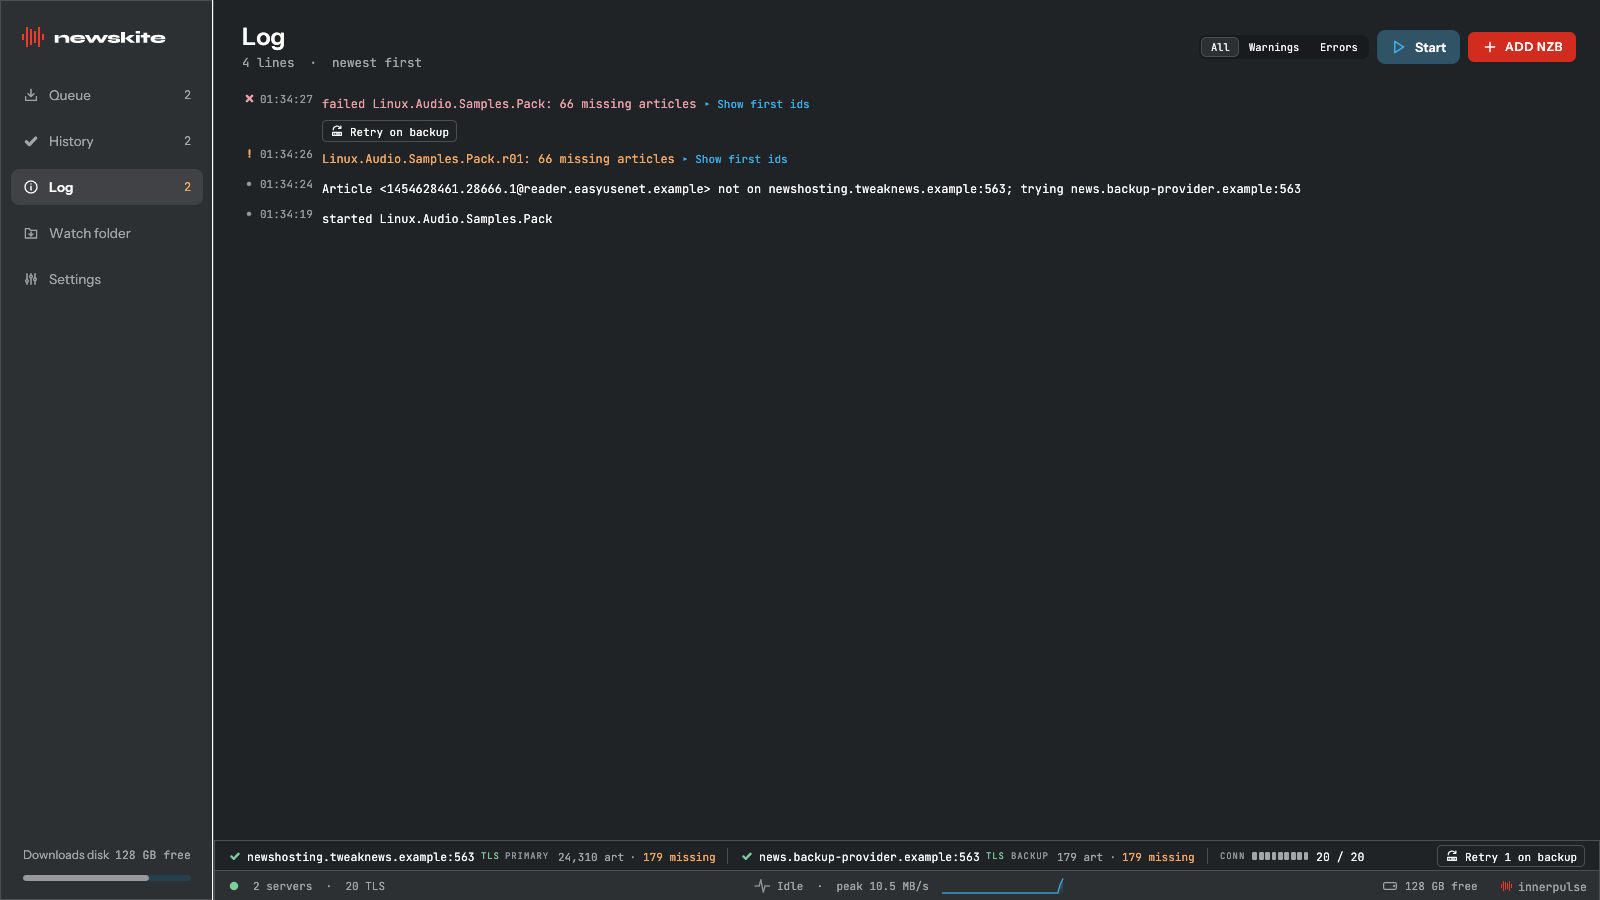 newskite
Queue 2
History 2
Log 2
Watch folder
Settings
Downloads disk 128 GB free
Log
4 lines · newest first
All Warnings Errors
Start
ADD NZB
01:34:27 failed Linux.Audio.Samples.Pack: 66 missing articles ▸ Show first ids
Retry on backup
! 01:34:26 Linux.Audio.Samples.Pack.r01: 66 missing articles ▸ Show first ids
01:34:24 Article <1454628461.28666.1@reader.easyusenet.example> not on newshosting.tweaknews.example:563; trying news.backup-provider.example:563
01:34:19 started Linux.Audio.Samples.Pack
newshosting.tweaknews.example:563 TLS PRIMARY 24,310 art · 179 missing
news.backup-provider.example:563 TLS BACKUP 179 art · 179 missing
CONN 20 / 20
Retry 1 on backup
2 servers · 20 TLS
Idle · peak 10.5 MB/s
128 GB free
innerpulse